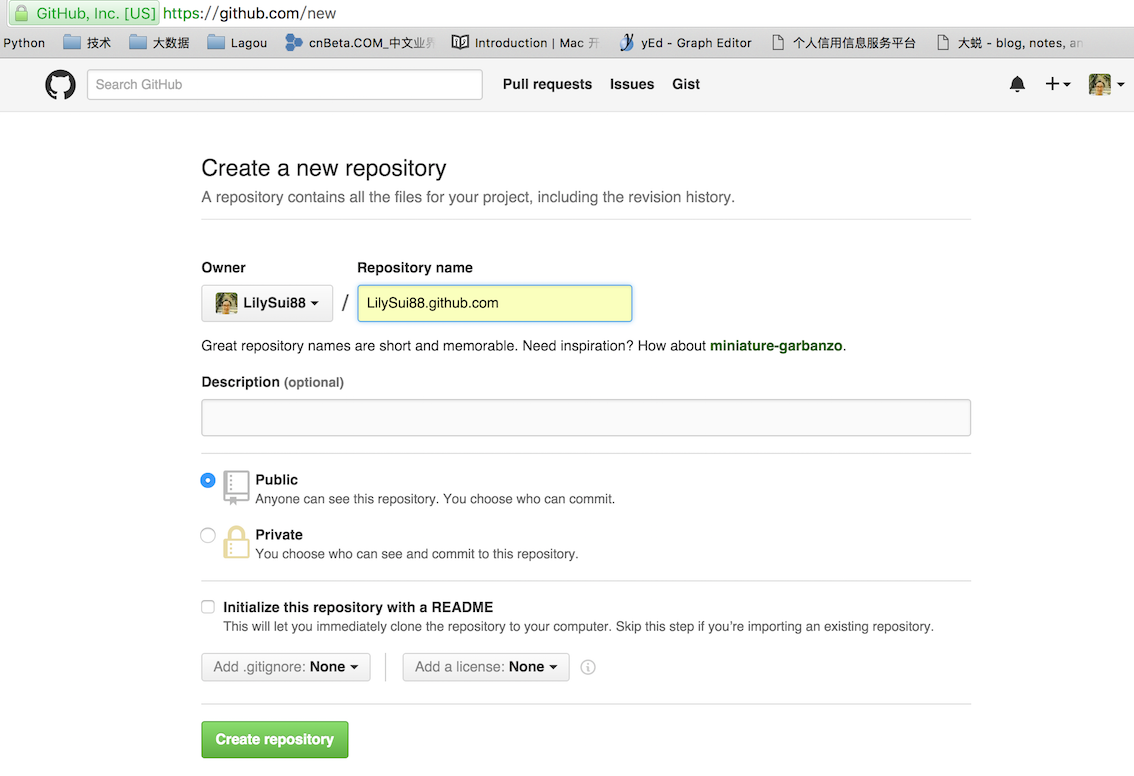 GitHub, Inc. [US] https://github.com/new
Python 技术 大数据 Lagou cnBeta.COM_中文业界 Introduction | Mac 开 yEd - Graph Editor 个人信用信息服务平台 大蜕 - blog, notes, an
Search GitHub Pull requests Issues Gist
Create a new repository
A repository contains all the files for your project, including the revision history.
Owner Repository name
LilySui88 / LilySui88.github.com
Great repository names are short and memorable. Need inspiration? How about miniature-garbanzo.
Description (optional)
Public
Anyone can see this repository. You choose who can commit.
Private
You choose who can see and commit to this repository.
Initialize this repository with a README
This will let you immediately clone the repository to your computer. Skip this step if you’re importing an existing repository.
Add .gitignore: None Add a license: None
Create repository